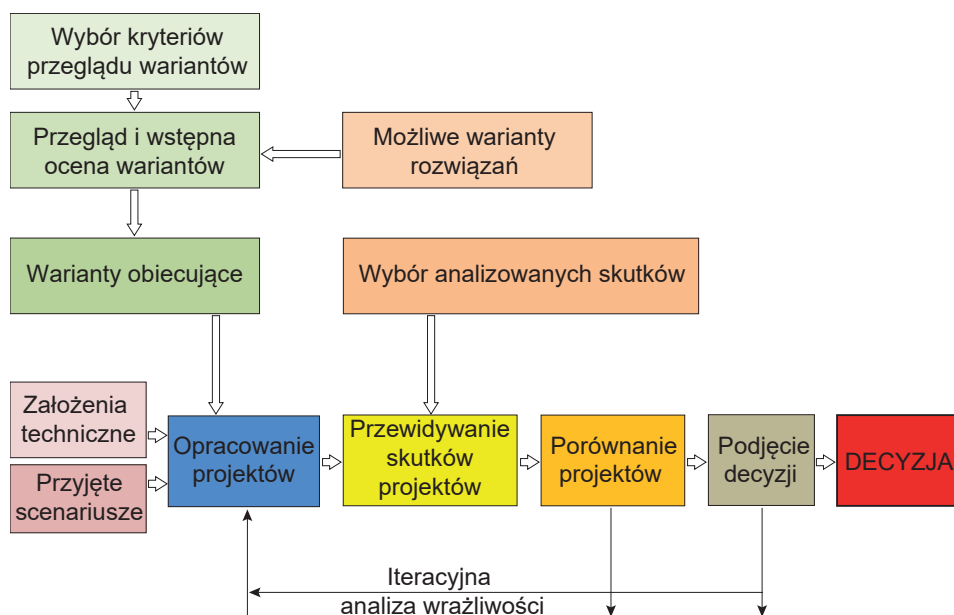 Wybór kryteriów
przeglądu wariantów
Przegląd i wstępna
ocena wariantów
Możliwe warianty
rozwiązań
Warianty obiecujące
Wybór analizowanych skutków
Założenia
techniczne
Przyjęte
scenariusze
Opracowanie
projektów
Przewidywanie
skutków
projektów
Porównanie
projektów
Podjęcie
decyzji
DECYZJA
Iteracyjna
analiza wrażliwości